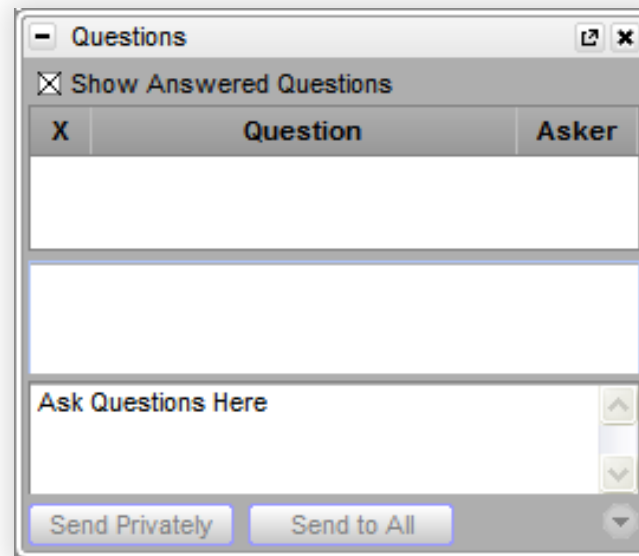 Questions
Show Answered Questions
X Question Asker
Ask Questions Here
Send Privately Send to All